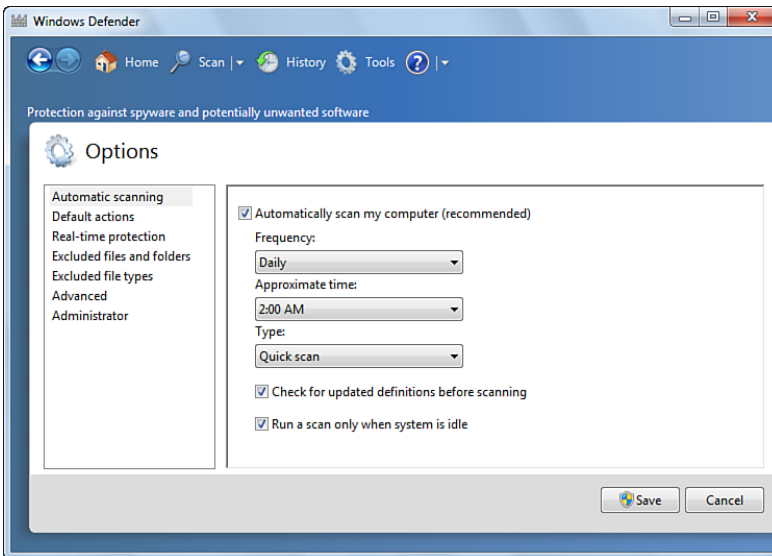 Windows Defender
Home Scan History Tools ?
Protection against spyware and potentially unwanted software
Options
Automatic scanning
Default actions
Real-time protection
Excluded files and folders
Excluded file types
Advanced
Administrator
Automatically scan my computer (recommended)
Frequency:
Daily
Approximate time:
2:00 AM
Type:
Quick scan
Check for updated definitions before scanning
Run a scan only when system is idle
Save Cancel